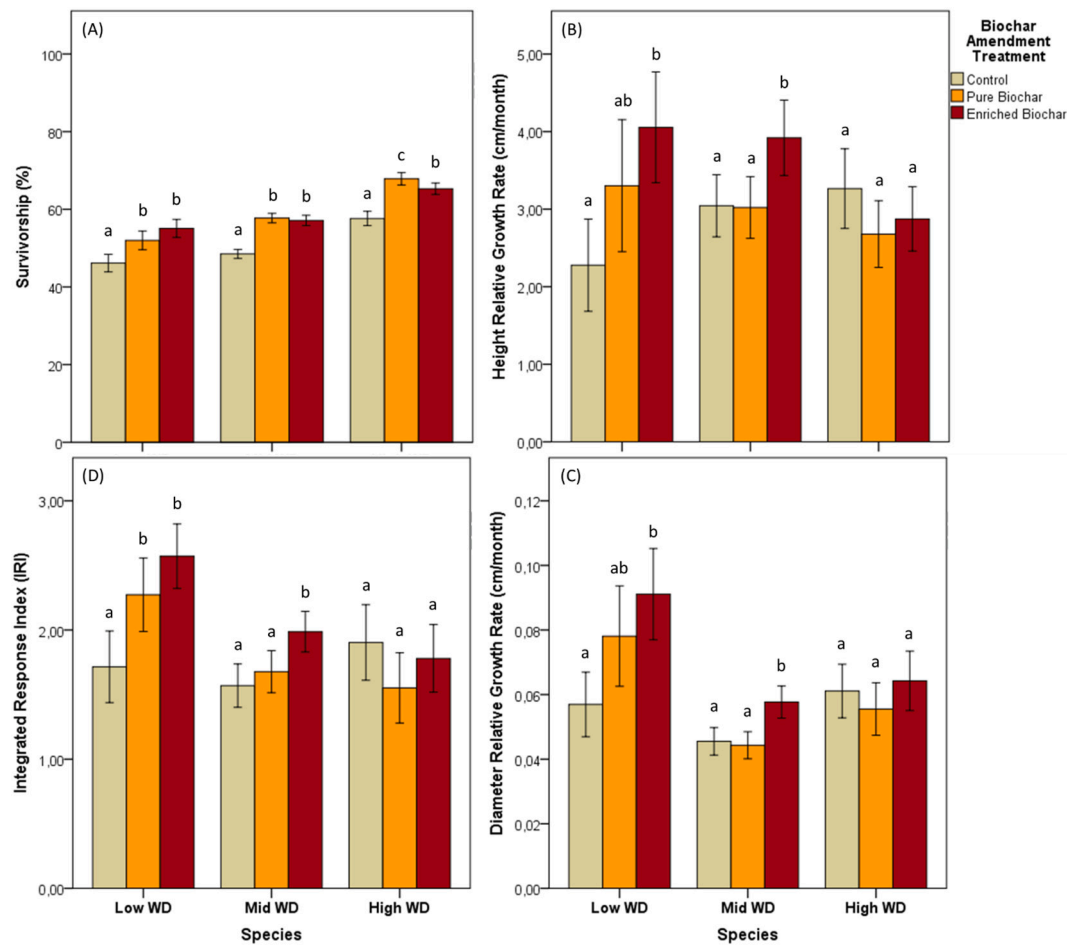 (A)
Survivorship (%)
100
80
60
40
20
0
a
b
b
a
b
b
a
c
b
(B)
Height Relative Growth Rate (cm/month)
5,00
4,00
3,00
2,00
1,00
0,00
a
ab
b
a
a
b
a
a
a
Biochar
Amendment
Treatment
Control
Pure Biochar
Enriched Biochar
(D)
Integrated Response Index (IRI)
3,00
2,00
1,00
0,00
a
b
b
a
a
b
a
a
a
Low WD
Mid WD
High WD
Species
(C)
Diameter Relative Growth Rate (cm/month)
0,12
0,10
0,08
0,06
0,04
0,02
0,00
a
ab
b
a
a
b
a
a
a
Low WD
Mid WD
High WD
Species